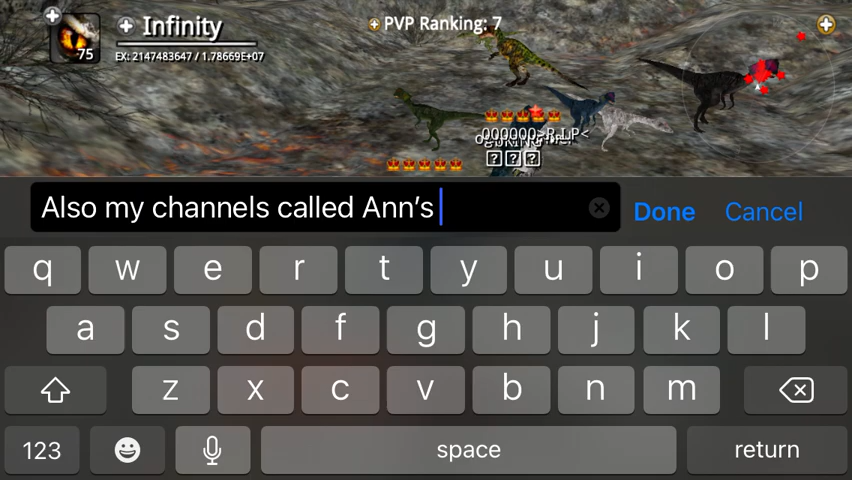 Infinity
PVP Ranking: 7
75
EX: 2147483647 / 1.78669E+07
Also my channels called Ann’s
Done
Cancel
q w e r t y u i o p
a s d f g h j k l
z x c v b n m
123
space
return